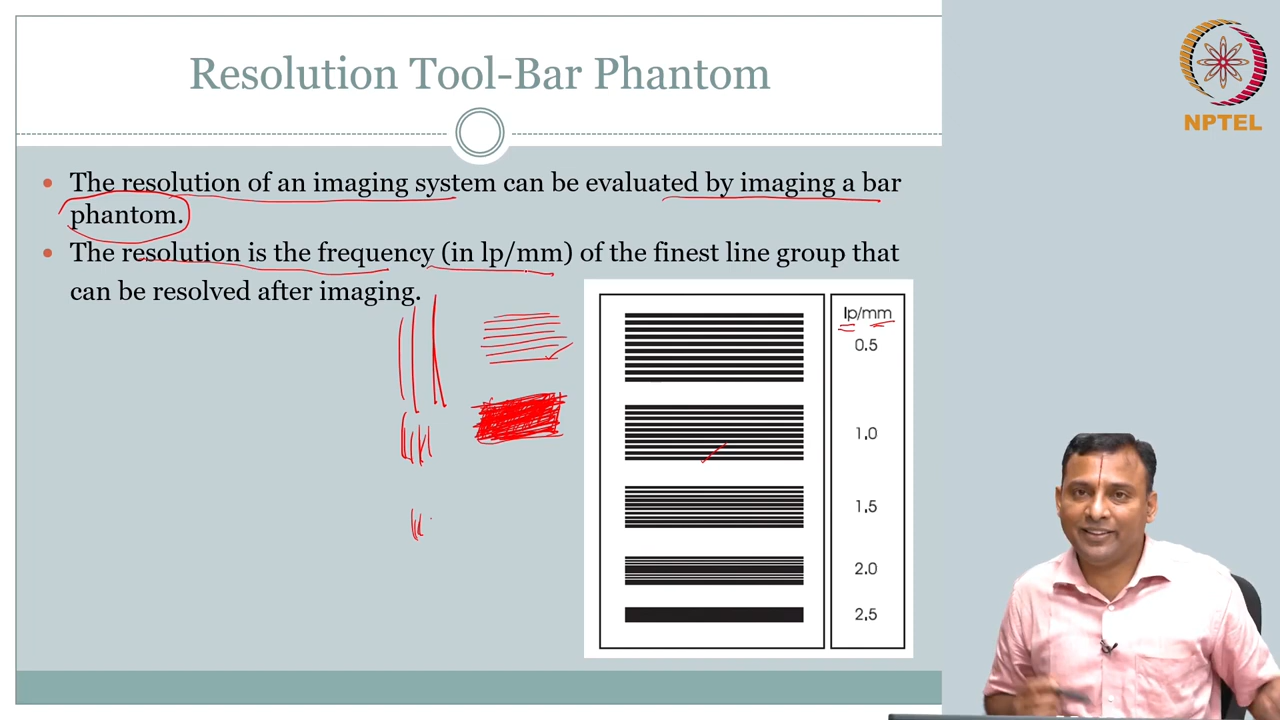 Resolution Tool-Bar Phantom
NPTEL
• The resolution of an imaging system can be evaluated by imaging a bar
phantom.
• The resolution is the frequency (in lp/mm) of the finest line group that
can be resolved after imaging.
lp/mm
0.5
1.0
1.5
2.0
2.5